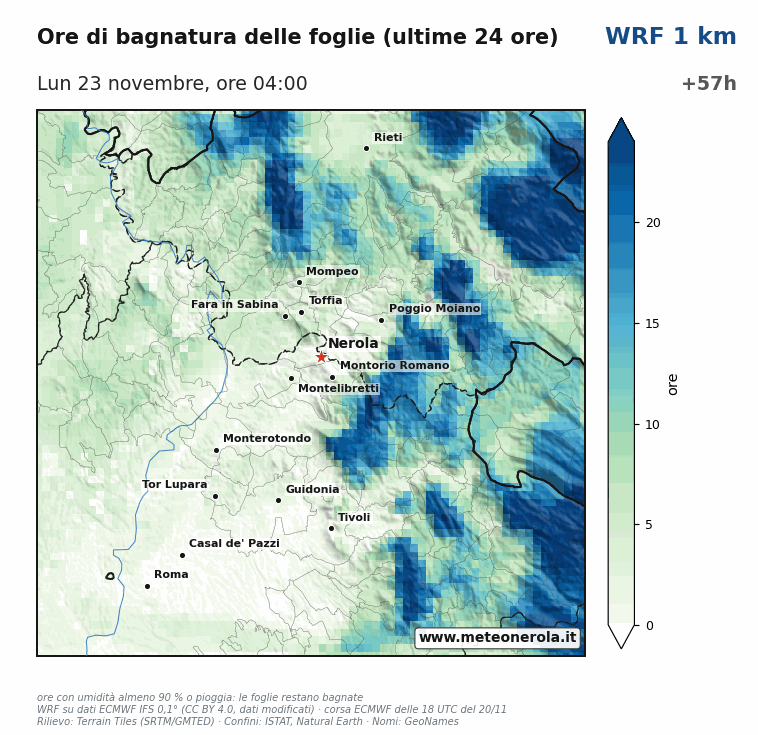 Ore di bagnatura delle foglie (ultime 24 ore)
WRF 1 km
Lun 23 novembre, ore 04:00
+57h
Rieti
Mompeo
Fara in Sabina
Toffia
Poggio Moiano
Nerola
Montorio Romano
Montelibretti
Monterotondo
Tor Lupara
Guidonia
Tivoli
Casal de' Pazzi
Roma
www.meteonerola.it
20
15
10
5
0
ore
ore con umidità almeno 90 % o pioggia: le foglie restano bagnate
WRF su dati ECMWF IFS 0,1° (CC BY 4.0, dati modificati) · corsa ECMWF delle 18 UTC del 20/11
Rilievo: Terrain Tiles (SRTM/GMTED) · Confini: ISTAT, Natural Earth · Nomi: GeoNames